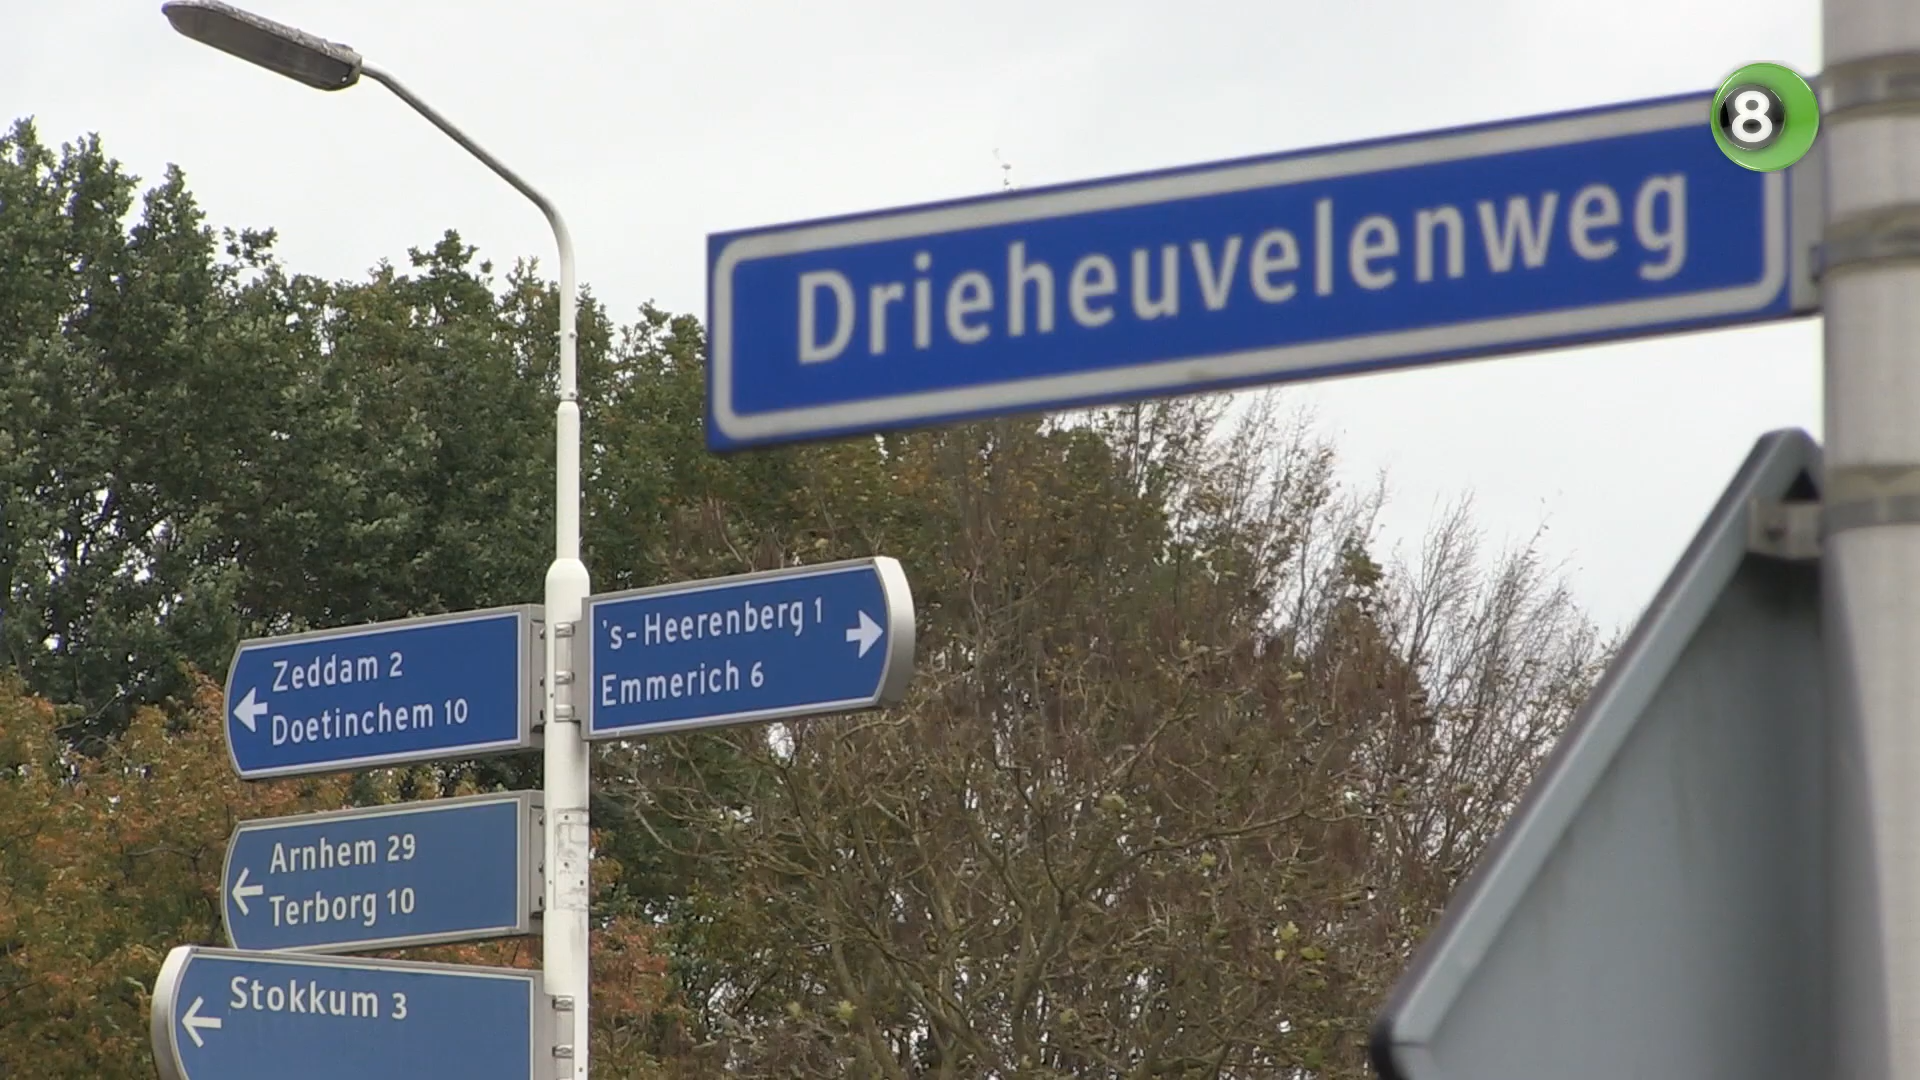 8
Drieheuvelenweg
's-Heerenberg 1
Emmerich 6
Zeddam 2
Doetinchem 10
Arnhem 29
Terborg 10
Stokkum 3